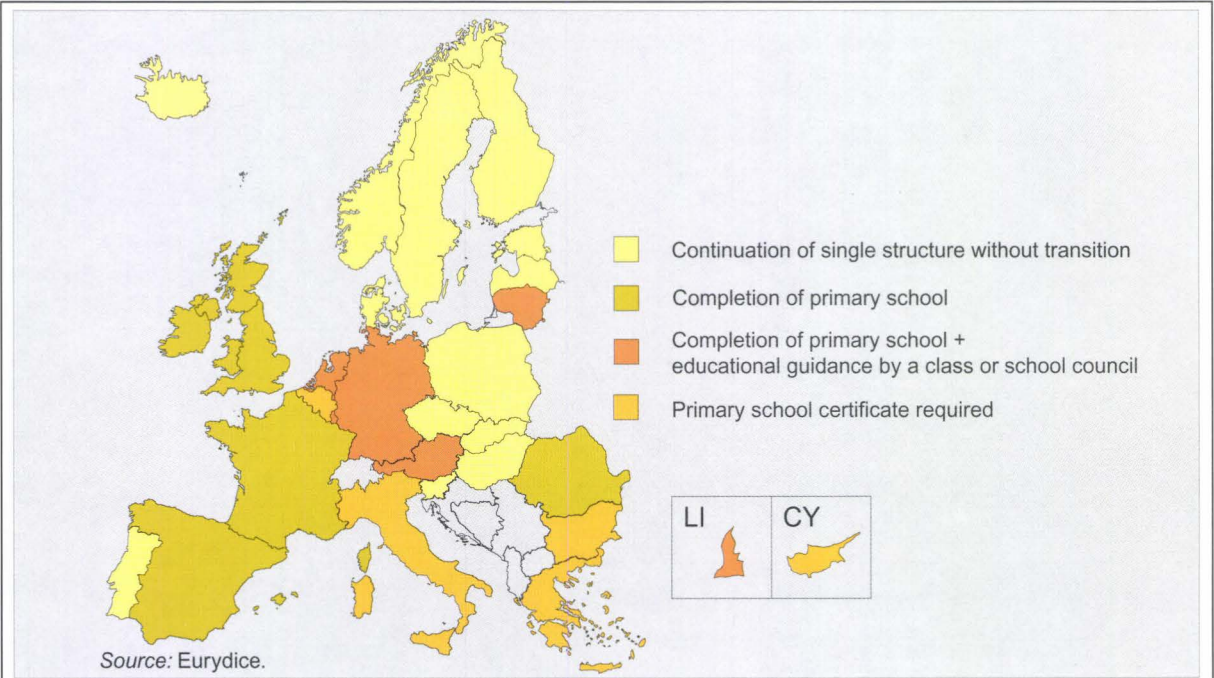 Continuation of single structure without transition
Completion of primary school
Completion of primary school +
educational guidance by a class or school council
Primary school certificate required
LI
CY
Source: Eurydice.